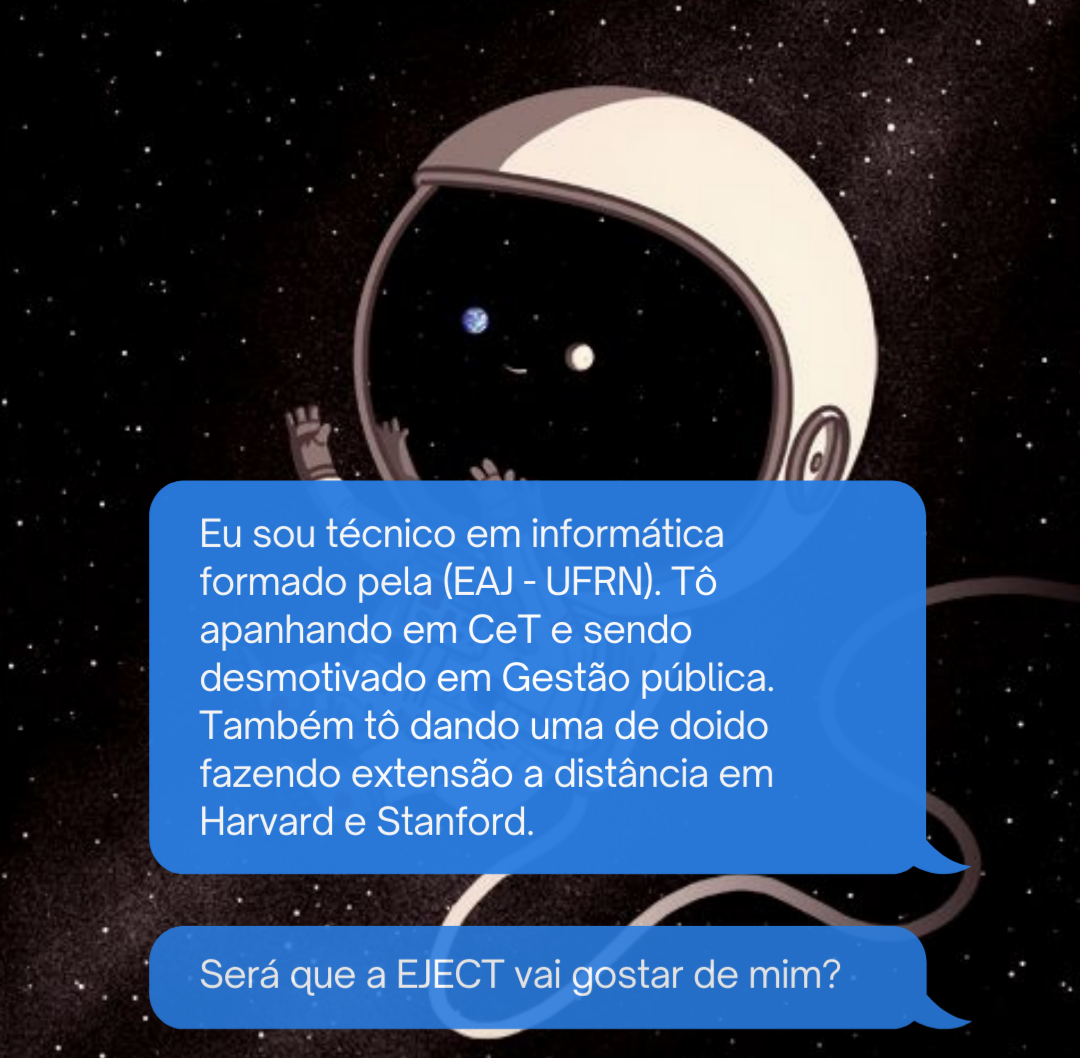 Eu sou técnico em informática
formado pela (EAJ - UFRN). Tô
apanhando em CeT e sendo
desmotivado em Gestão pública.
Também tô dando uma de doido
fazendo extensão a distância em
Harvard e Stanford.
Será que a EJECT vai gostar de mim?